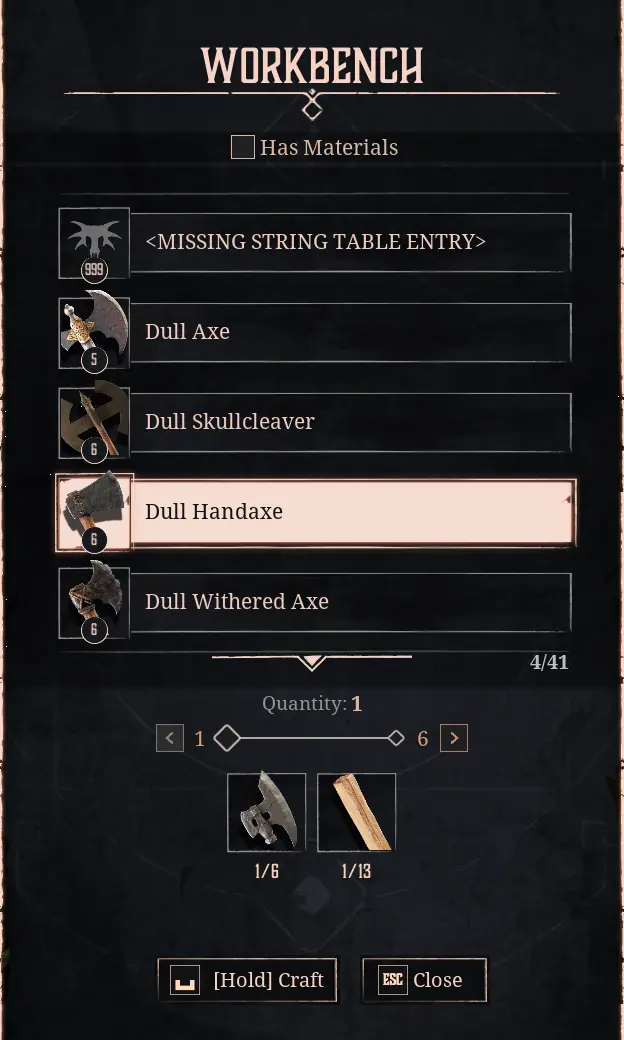 WORKBENCH
Has Materials
999
<MISSING STRING TABLE ENTRY>
5
Dull Axe
6
Dull Skullcleaver
6
Dull Handaxe
6
Dull Withered Axe
4/41
Quantity: 1
< 1 6 >
1/6 1/13
[Hold] Craft ESC Close